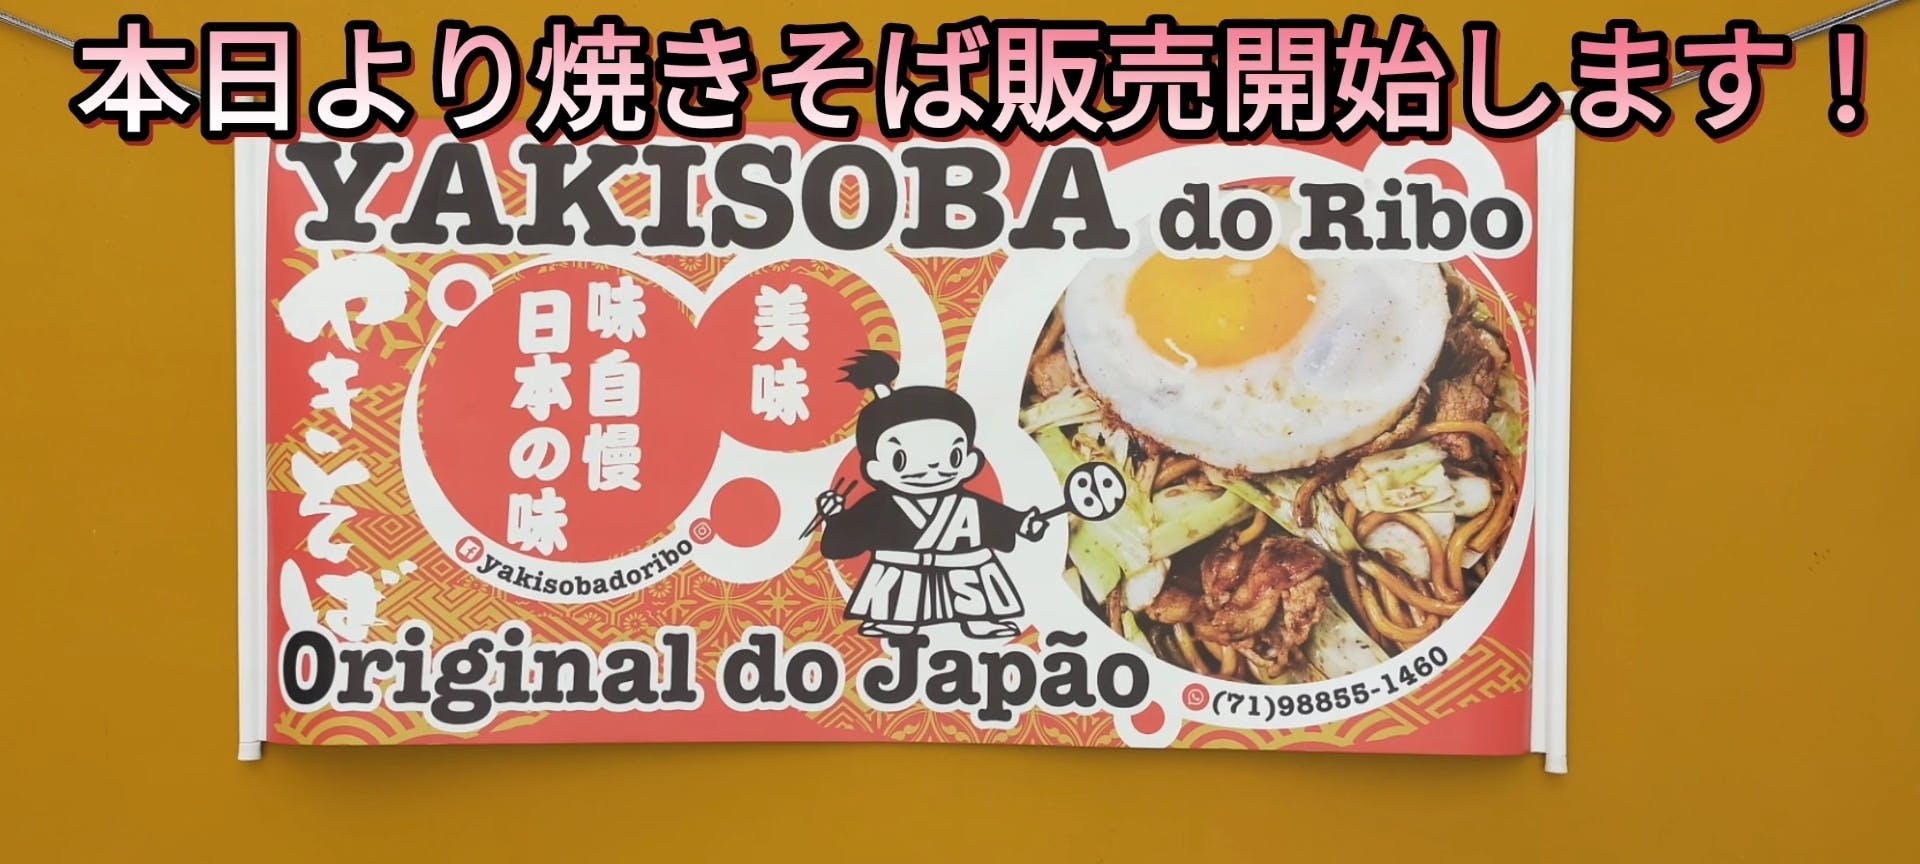 本日より焼きそば販売開始します！
YAKISOBA do Ribo
やきそば
美味
味自慢
日本の味
yakisobadoribo
BA
YA
KISO
Original do Japão
(71)98855-1460